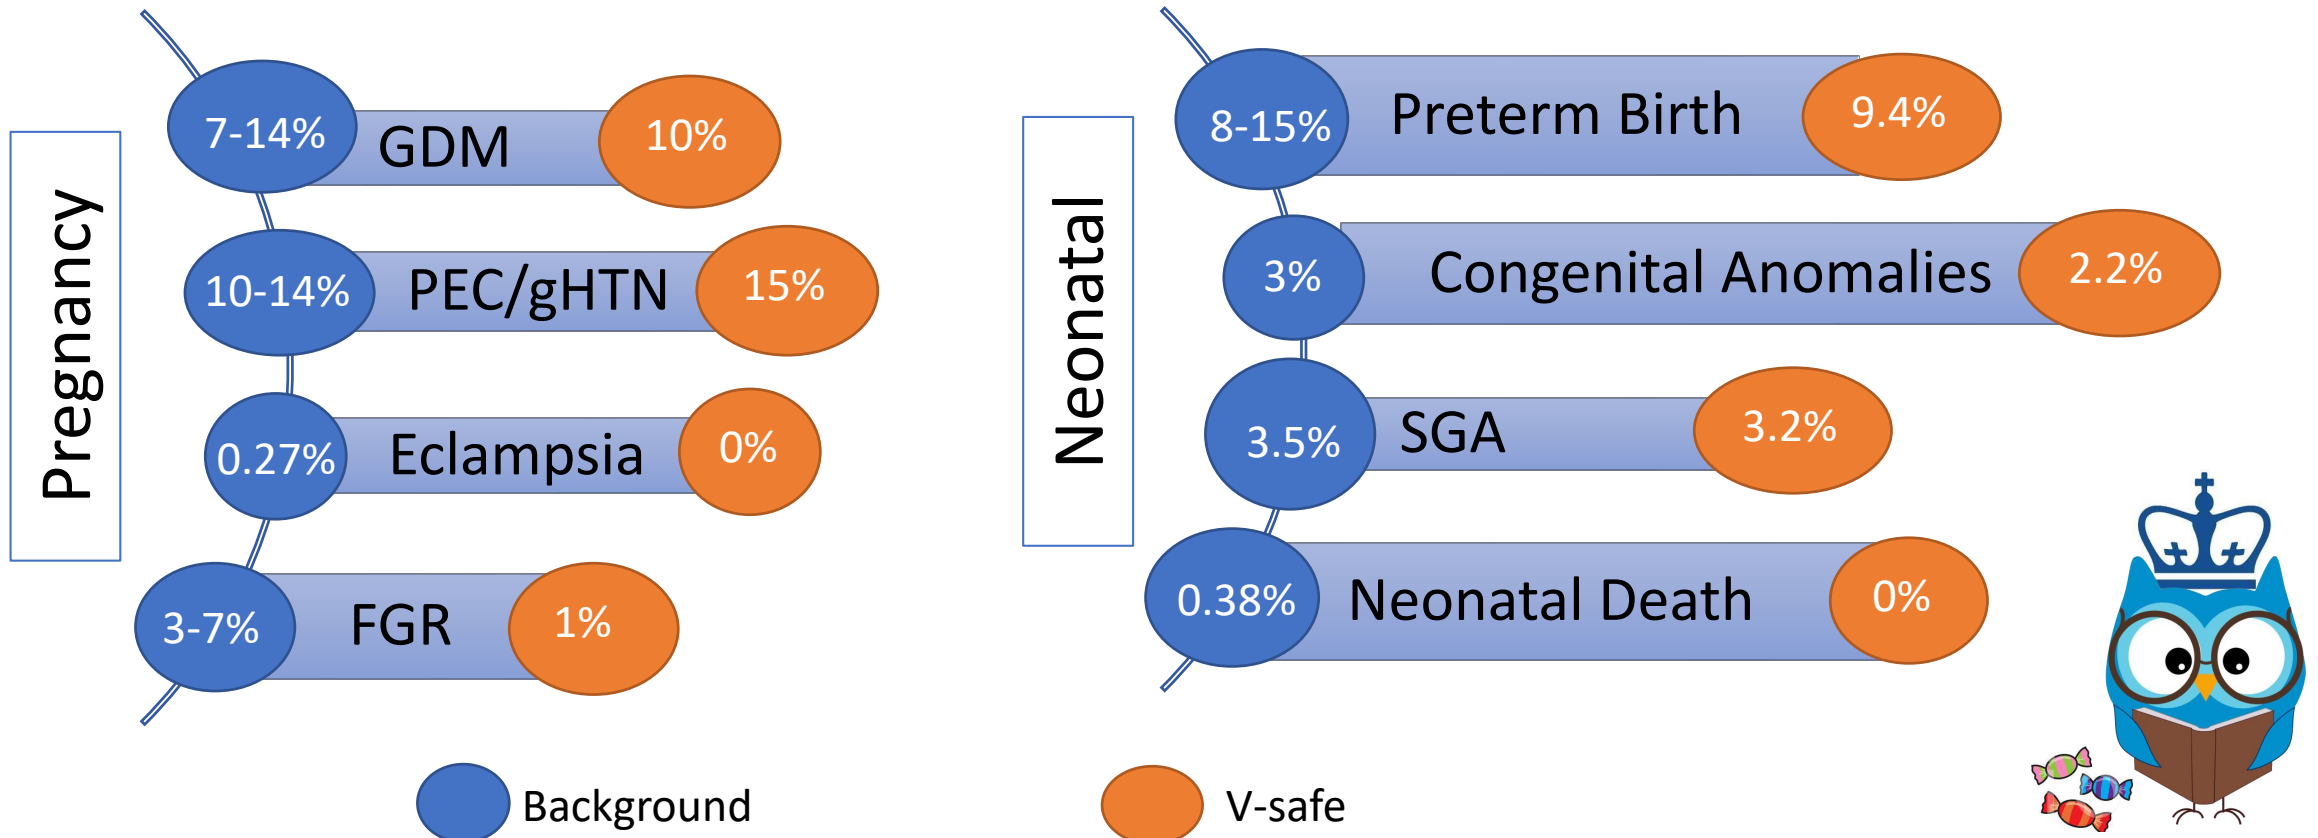 Pregnancy
7-14% GDM 10%
10-14% PEC/gHTN 15%
0.27% Eclampsia 0%
3-7% FGR 1%
Neonatal
8-15% Preterm Birth 9.4%
3% Congenital Anomalies 2.2%
3.5% SGA 3.2%
0.38% Neonatal Death 0%
Background
V-safe